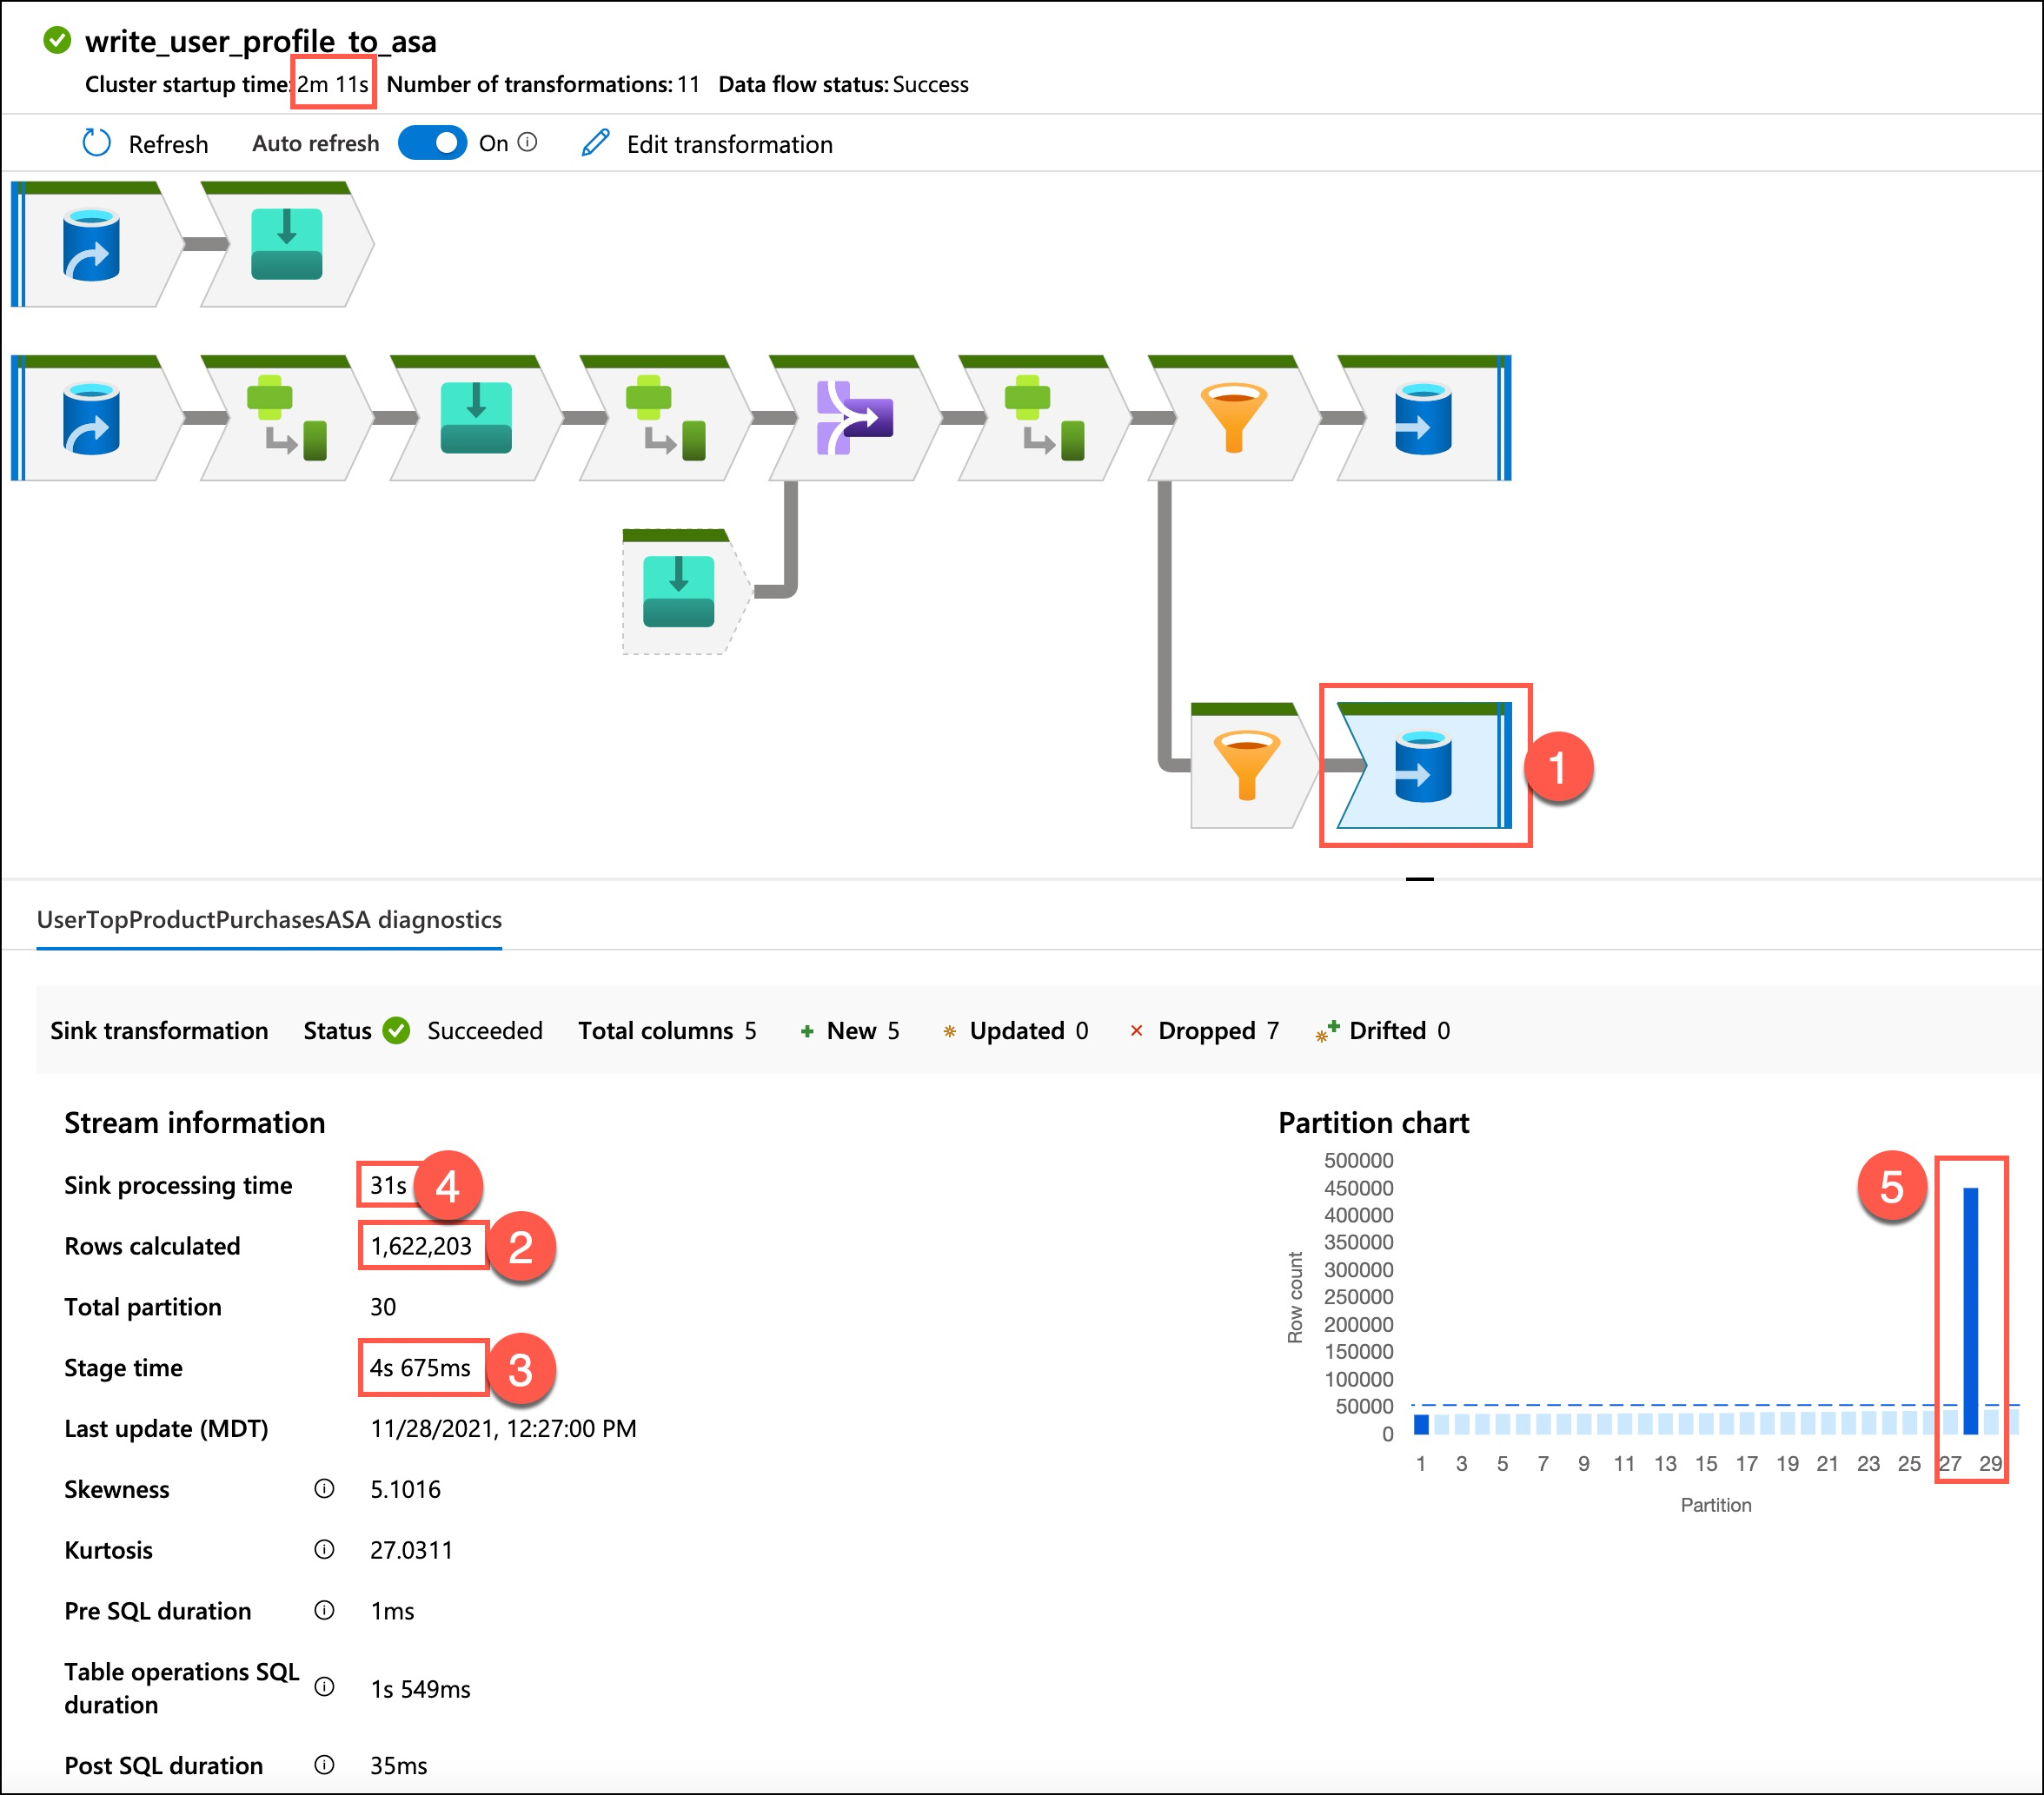 write_user_profile_to_asa
Cluster startup time: 2m 11s Number of transformations: 11 Data flow status: Success
Refresh Auto refresh On Edit transformation
1
UserTopProductPurchasesASA diagnostics
Sink transformation Status Succeeded Total columns 5 New 5 Updated 0 Dropped 7 Drifted 0
Stream information
Sink processing time 31s 4
Rows calculated 1,622,203 2
Total partition 30
Stage time 4s 675ms 3
Last update (MDT) 11/28/2021, 12:27:00 PM
Skewness 5.1016
Kurtosis 27.0311
Pre SQL duration 1ms
Table operations SQL
duration
1s 549ms
Post SQL duration 35ms
Partition chart
500000
450000
400000
350000
300000
250000
200000
150000
100000
50000
0
Row count
5
1 3 5 7 9 11 13 15 17 19 21 23 25 27 29
Partition